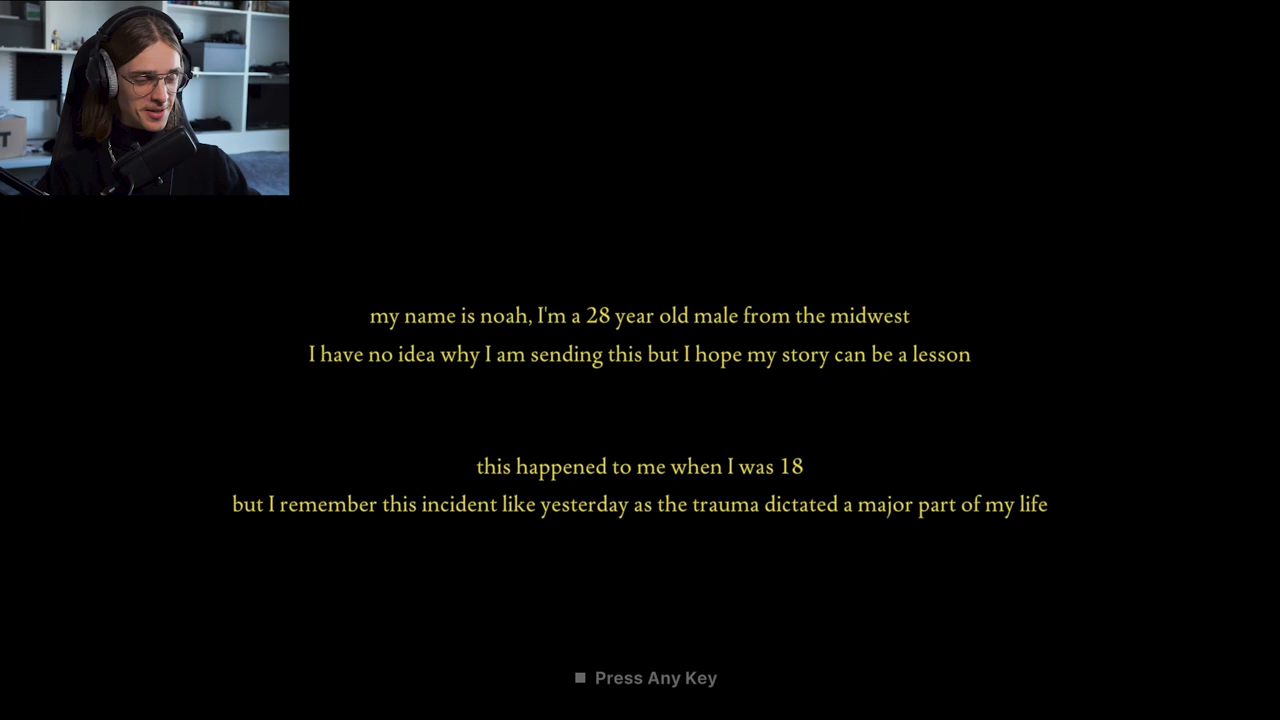 my name is noah, I'm a 28 year old male from the midwest
I have no idea why I am sending this but I hope my story can be a lesson
this happened to me when I was 18
but I remember this incident like yesterday as the trauma dictated a major part of my life
Press Any Key